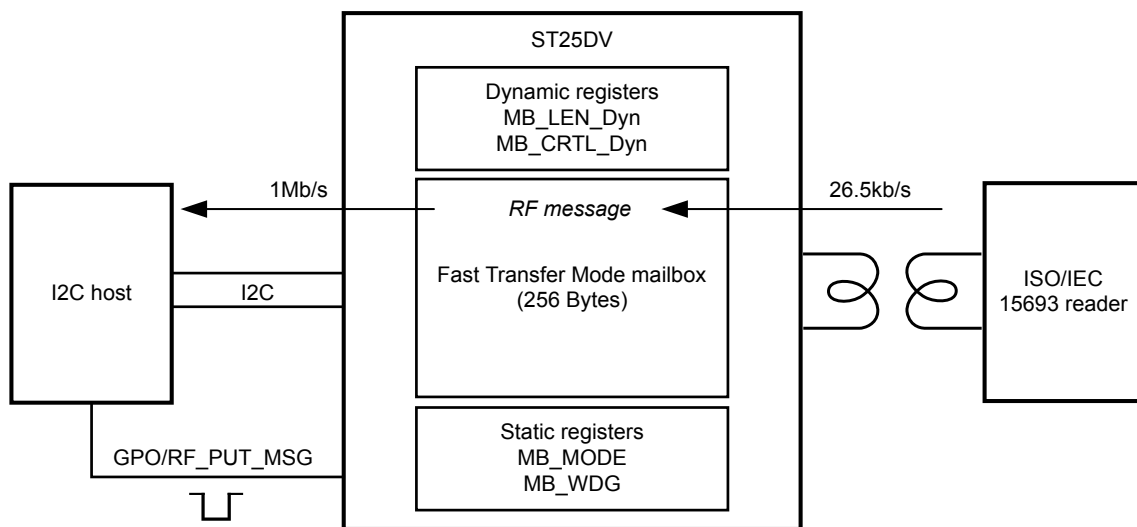 ST25DV
Dynamic registers
MB_LEN_Dyn
MB_CRTL_Dyn
1Mb/s
RF message
26.5kb/s
I2C host
I2C
Fast Transfer Mode mailbox
(256 Bytes)
ISO/IEC
15693 reader
GPO/RF_PUT_MSG
Static registers
MB_MODE
MB_WDG